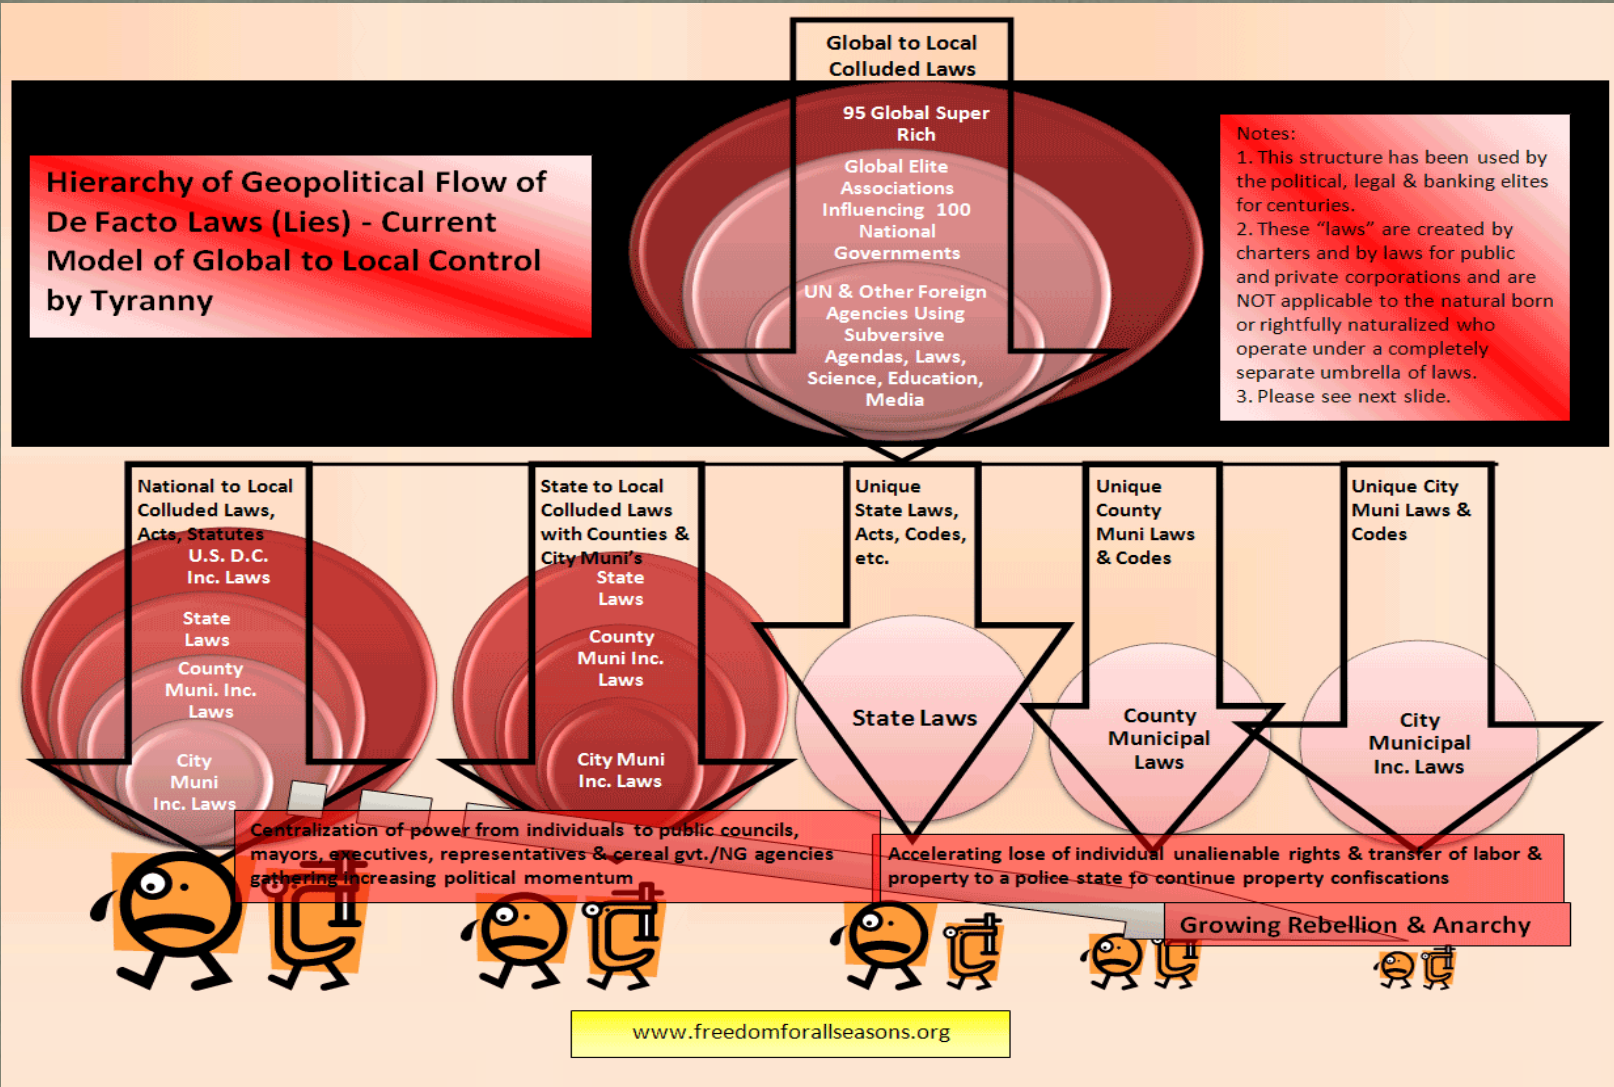 Global to Local
Colluded Laws
95 Global Super
Rich
Global Elite
Associations
Influencing 100
National
Governments
UN & Other Foreign
Agencies Using
Subversive
Agendas, Laws,
Science, Education,
Media
Hierarchy of Geopolitical Flow of
De Facto Laws (Lies) - Current
Model of Global to Local Control
by Tyranny
Notes:
1. This structure has been used by
the political, legal & banking elites
for centuries.
2. These “laws” are created by
charters and by laws for public
and private corporations and are
NOT applicable to the natural born
or rightfully naturalized who
operate under a completely
separate umbrella of laws.
3. Please see next slide.
National to Local
Colluded Laws,
Acts, Statutes
U.S. D.C.
Inc. Laws
State
Laws
County
Muni. Inc.
Laws
City
Muni
Inc. Laws
State to Local
Colluded Laws
with Counties &
City Muni’s
State
Laws
County
Muni Inc.
Laws
City Muni
Inc. Laws
Unique
State Laws,
Acts, Codes,
etc.
State Laws
Unique
County
Muni Laws
& Codes
County
Municipal
Laws
Unique City
Muni Laws &
Codes
City
Municipal
Inc. Laws
Centralization of power from individuals to public councils,
mayors, executives, representatives & cereal gvt./NG agencies
gathering increasing political momentum
Accelerating lose of individual unalienable rights & transfer of labor &
property to a police state to continue property confiscations
Growing Rebellion & Anarchy
www.freedomforallseasons.org